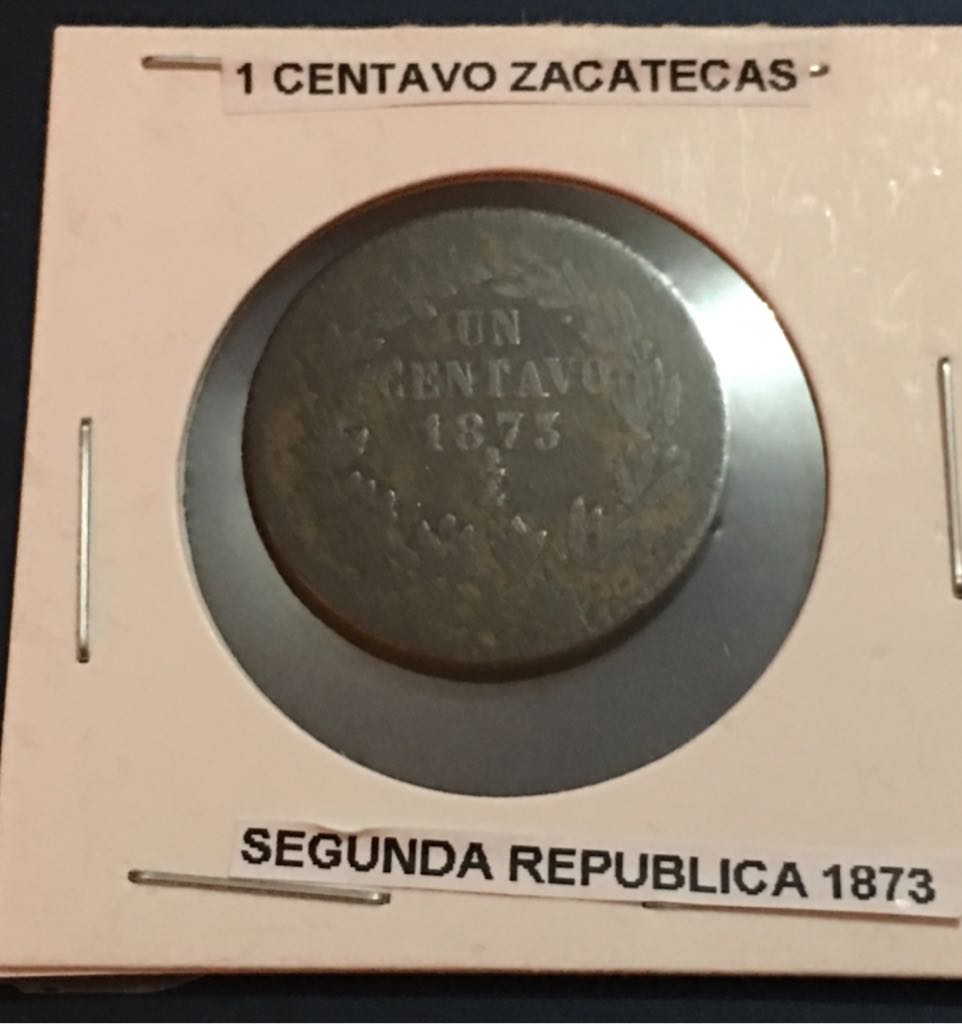 1 CENTAVO ZACATECAS
UN
CENTAVO
1873
SEGUNDA REPUBLICA 1873